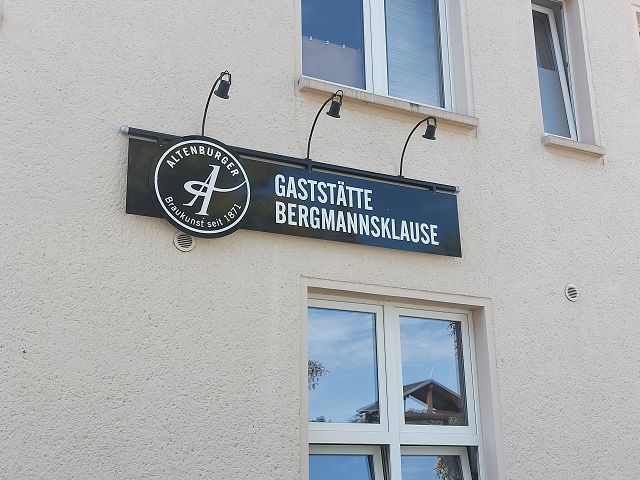 ALTENBURGER
A
Braukunst seit 1871
GASTSTÄTTE
BERGMANNSKLAUSE